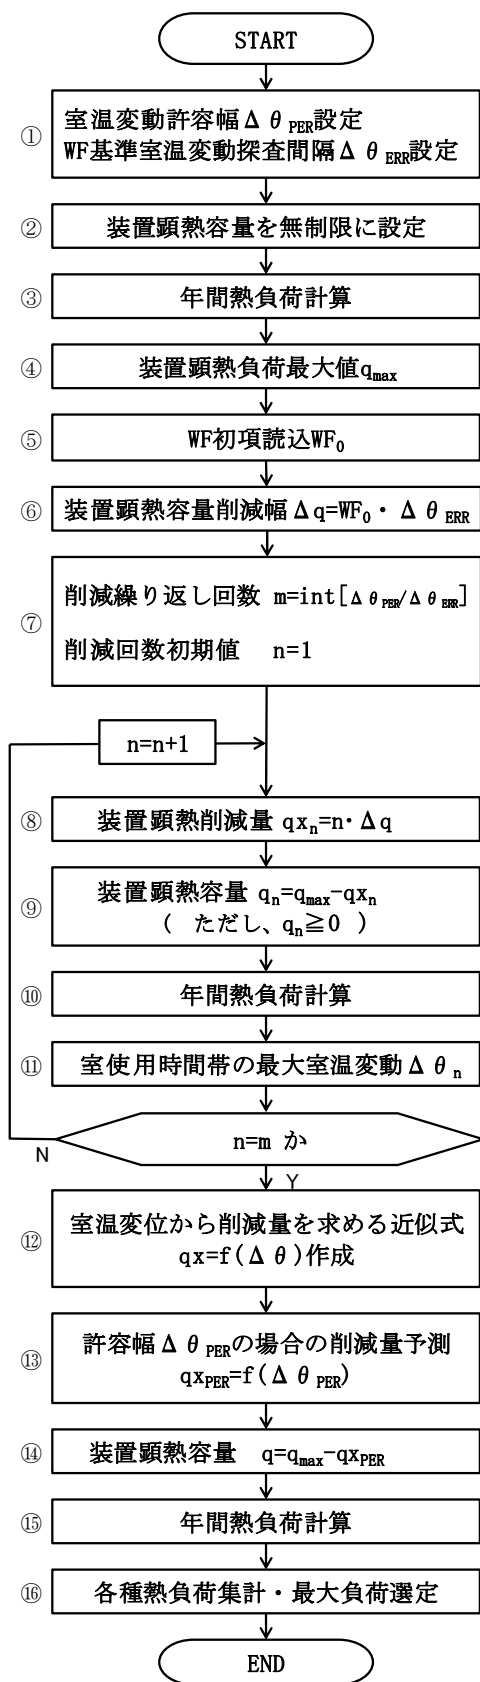 START
① 室温変動許容幅ΔθPER設定
WF基準室温変動探査間隔ΔθERR設定
② 装置顕熱容量を無制限に設定
③ 年間熱負荷計算
④ 装置顕熱負荷最大値qmax
⑤ WF初項読込WF0
⑥ 装置顕熱容量削減幅Δq=WF0・ΔθERR
⑦ 削減繰り返し回数 m=int[ΔθPER/ΔθERR]
削減回数初期値 n=1
n=n+1
⑧ 装置顕熱削減量 qxn=n・Δq
⑨ 装置顕熱容量 qn=qmax-qxn
( ただし、qn≧0 )
⑩ 年間熱負荷計算
⑪ 室使用時間帯の最大室温変動Δθn
n=m か
N
Y
⑫ 室温変位から削減量を求める近似式
qx=f(Δθ)作成
⑬ 許容幅ΔθPERの場合の削減量予測
qxPER=f(ΔθPER)
⑭ 装置顕熱容量 q=qmax-qxPER
⑮ 年間熱負荷計算
⑯ 各種熱負荷集計・最大負荷選定
END